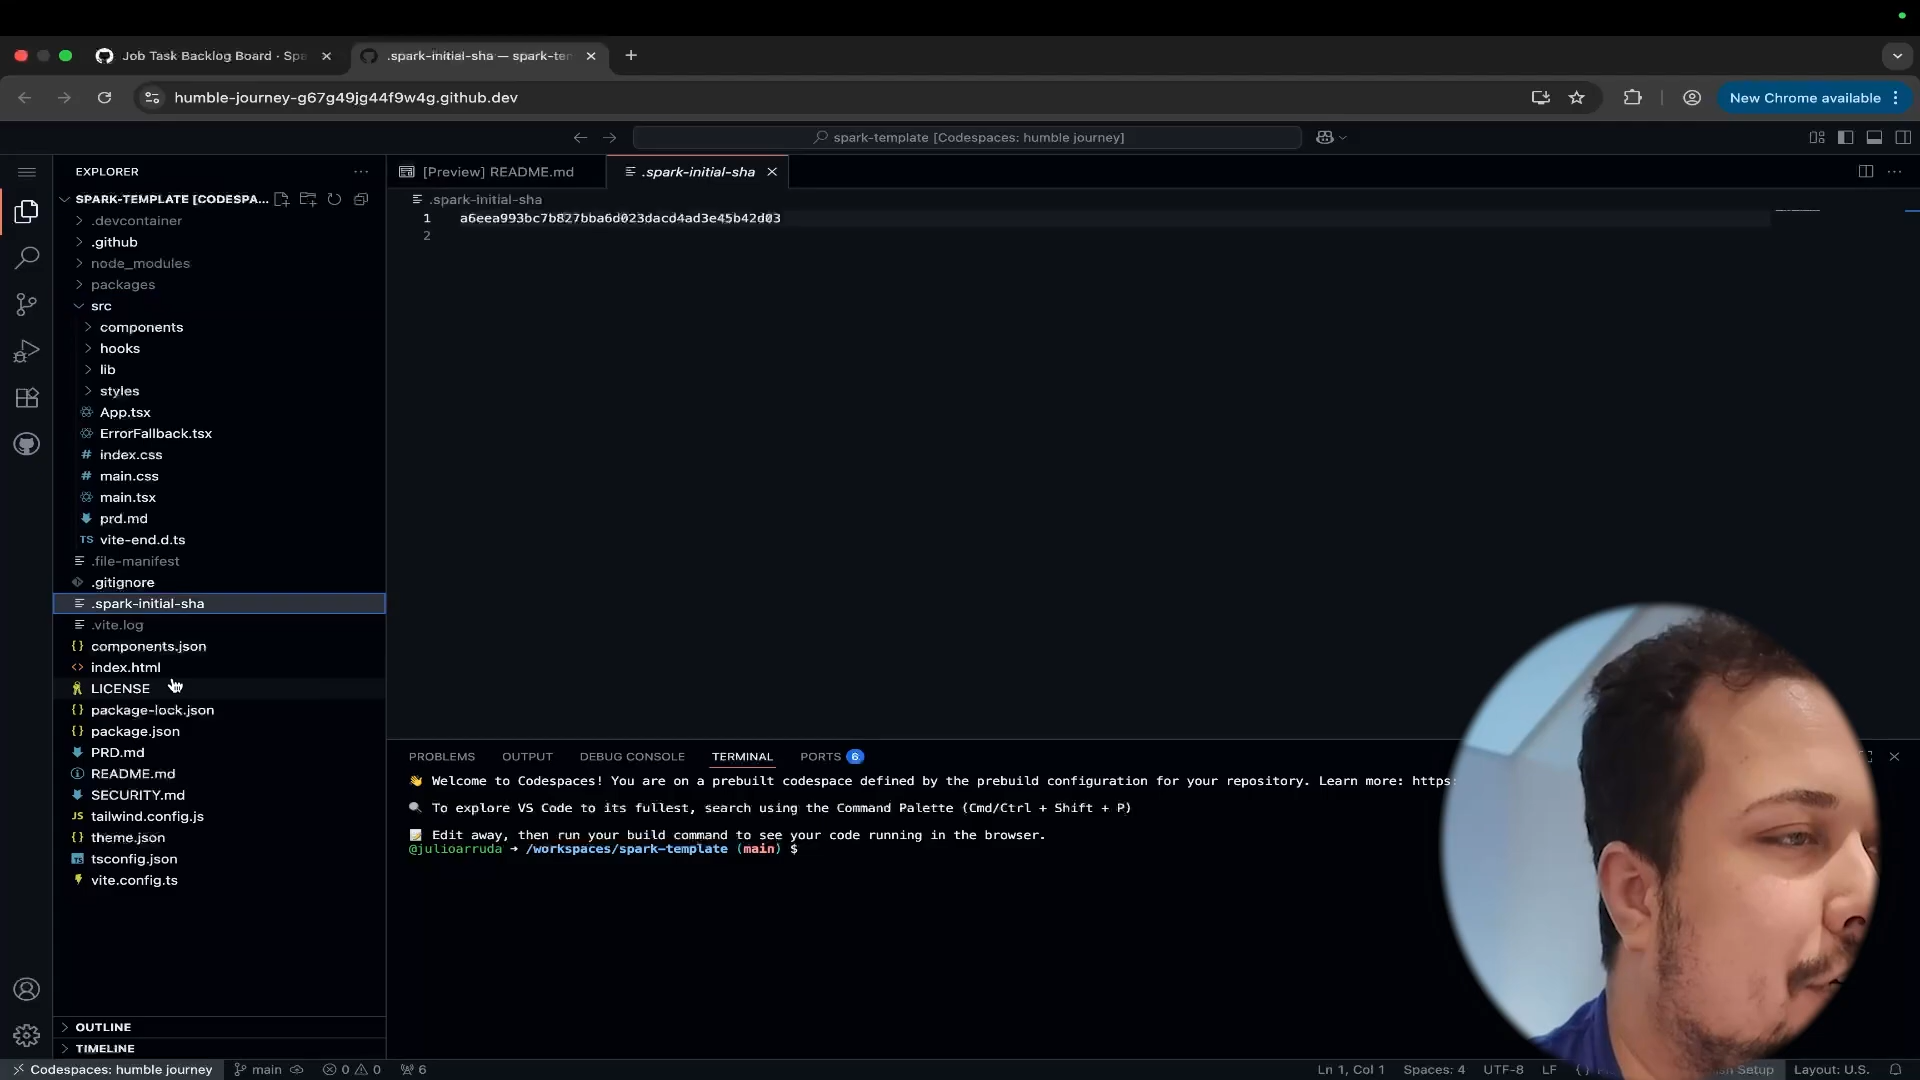 Job Task Backlog Board · Spa
.spark-initial-sha — spark-ten
humble-journey-g67g49jg44f9w4g.github.dev
New Chrome available
spark-template [Codespaces: humble journey]
EXPLORER
SPARK-TEMPLATE [CODESPA...
.devcontainer
.github
node_modules
packages
src
components
hooks
lib
styles
App.tsx
ErrorFallback.tsx
# index.css
# main.css
main.tsx
prd.md
TS vite-end.d.ts
.file-manifest
.gitignore
.spark-initial-sha
.vite.log
{} components.json
<> index.html
LICENSE
{} package-lock.json
{} package.json
PRD.md
README.md
SECURITY.md
JS tailwind.config.js
{} theme.json
tsconfig.json
vite.config.ts
OUTLINE
TIMELINE
[Preview] README.md
.spark-initial-sha
.spark-initial-sha
1 a6eea993bc7b827bba6d023dacd4ad3e45b42d03
2
PROBLEMS OUTPUT DEBUG CONSOLE TERMINAL PORTS 6
👋 Welcome to Codespaces! You are on a prebuilt codespace defined by the prebuild configuration for your repository. Learn more: https:
🔍 To explore VS Code to its fullest, search using the Command Palette (Cmd/Ctrl + Shift + P)
📝 Edit away, then run your build command to see your code running in the browser.
@julioarruda ➜ /workspaces/spark-template (main) $
Codespaces: humble journey main 0 0 6 Ln 1, Col 1 Spaces: 4 UTF-8 LF Setup Layout: U.S.